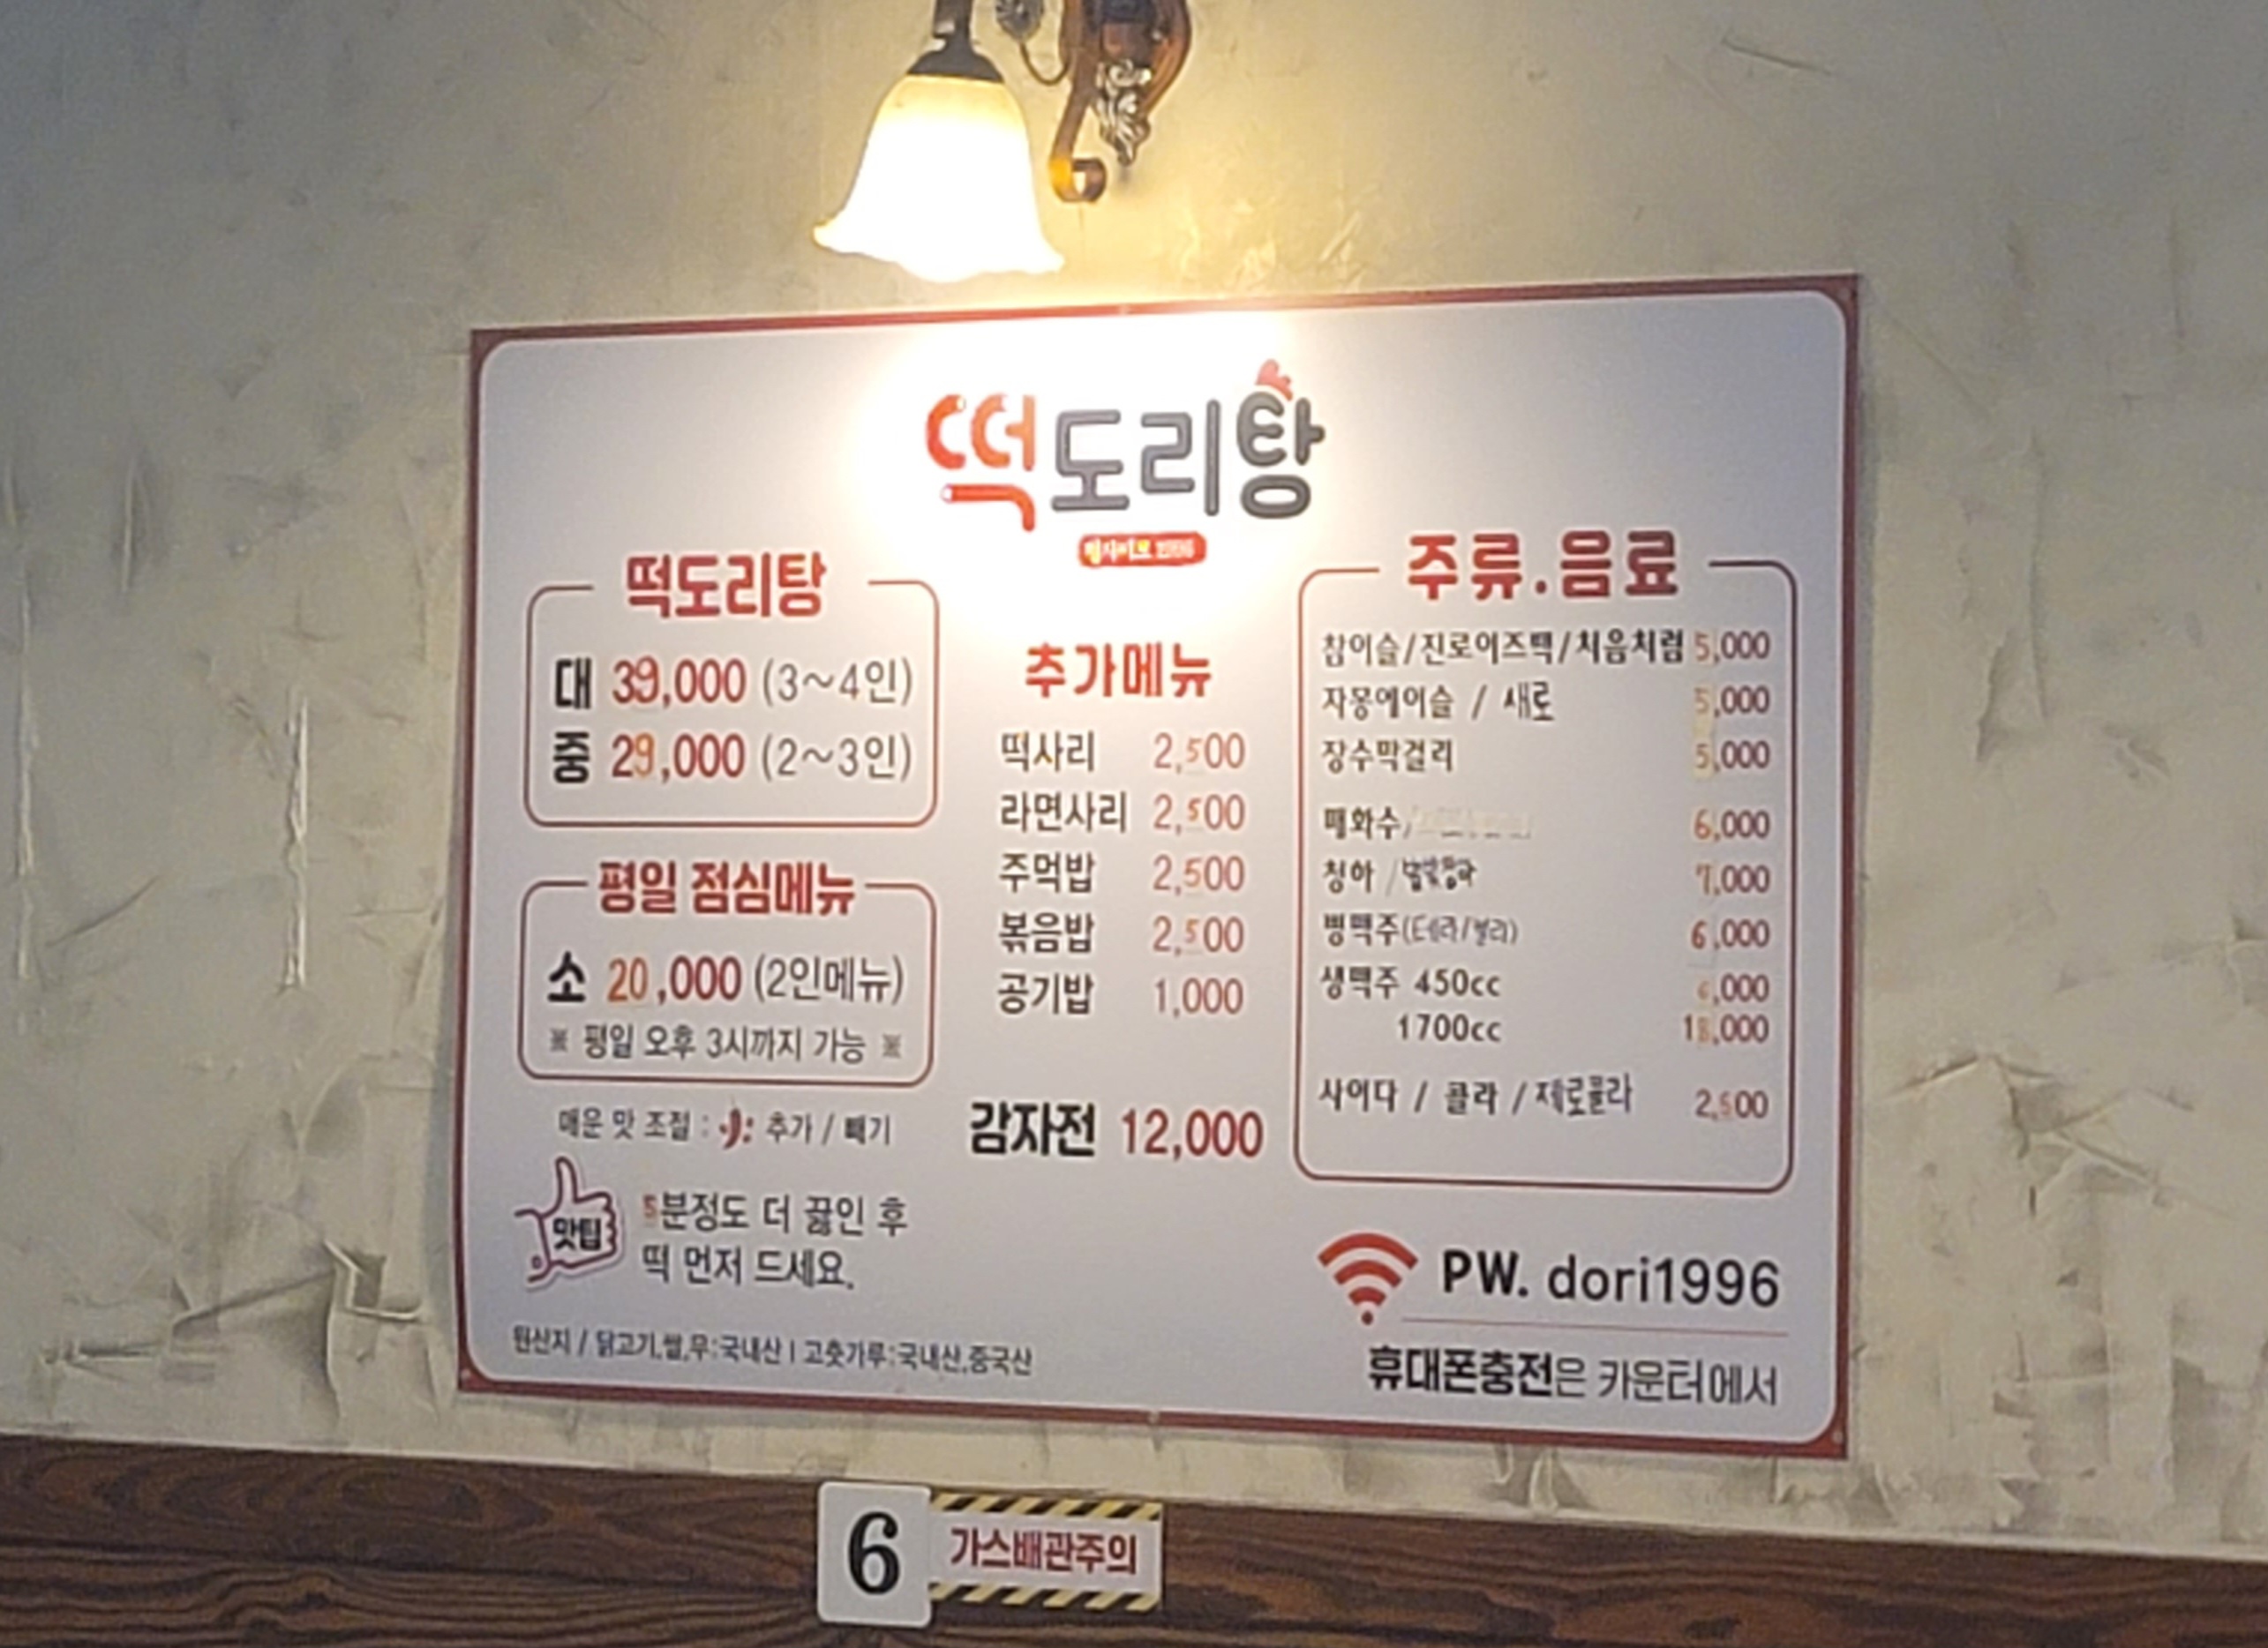 떡도리탕
떡도리탕
대 39,000 (3~4인)
중 29,000 (2~3인)
평일 점심메뉴
소 20,000 (2인메뉴)
※ 평일 오후 3시까지 가능 ※
매운 맛 조절 : 추가 / 빼기
맛팁
5분정도 더 끓인 후
떡 먼저 드세요.
원산지 / 닭고기,쌀,무:국내산 | 고춧가루:국내산,중국산
추가메뉴
떡사리 2,500
라면사리 2,500
주먹밥 2,500
볶음밥 2,500
공기밥 1,000
감자전 12,000
주류.음료
참이슬/진로이즈백/처음처럼 5,000
자몽에이슬 / 새로 5,000
장수막걸리 5,000
매화수/ 6,000
청하 / 7,000
병맥주(테라/켈리) 6,000
생맥주 450cc 6,000
1700cc 18,000
사이다 / 콜라 / 제로콜라 2,500
PW. dori1996
휴대폰충전은 카운터에서
6
가스배관주의